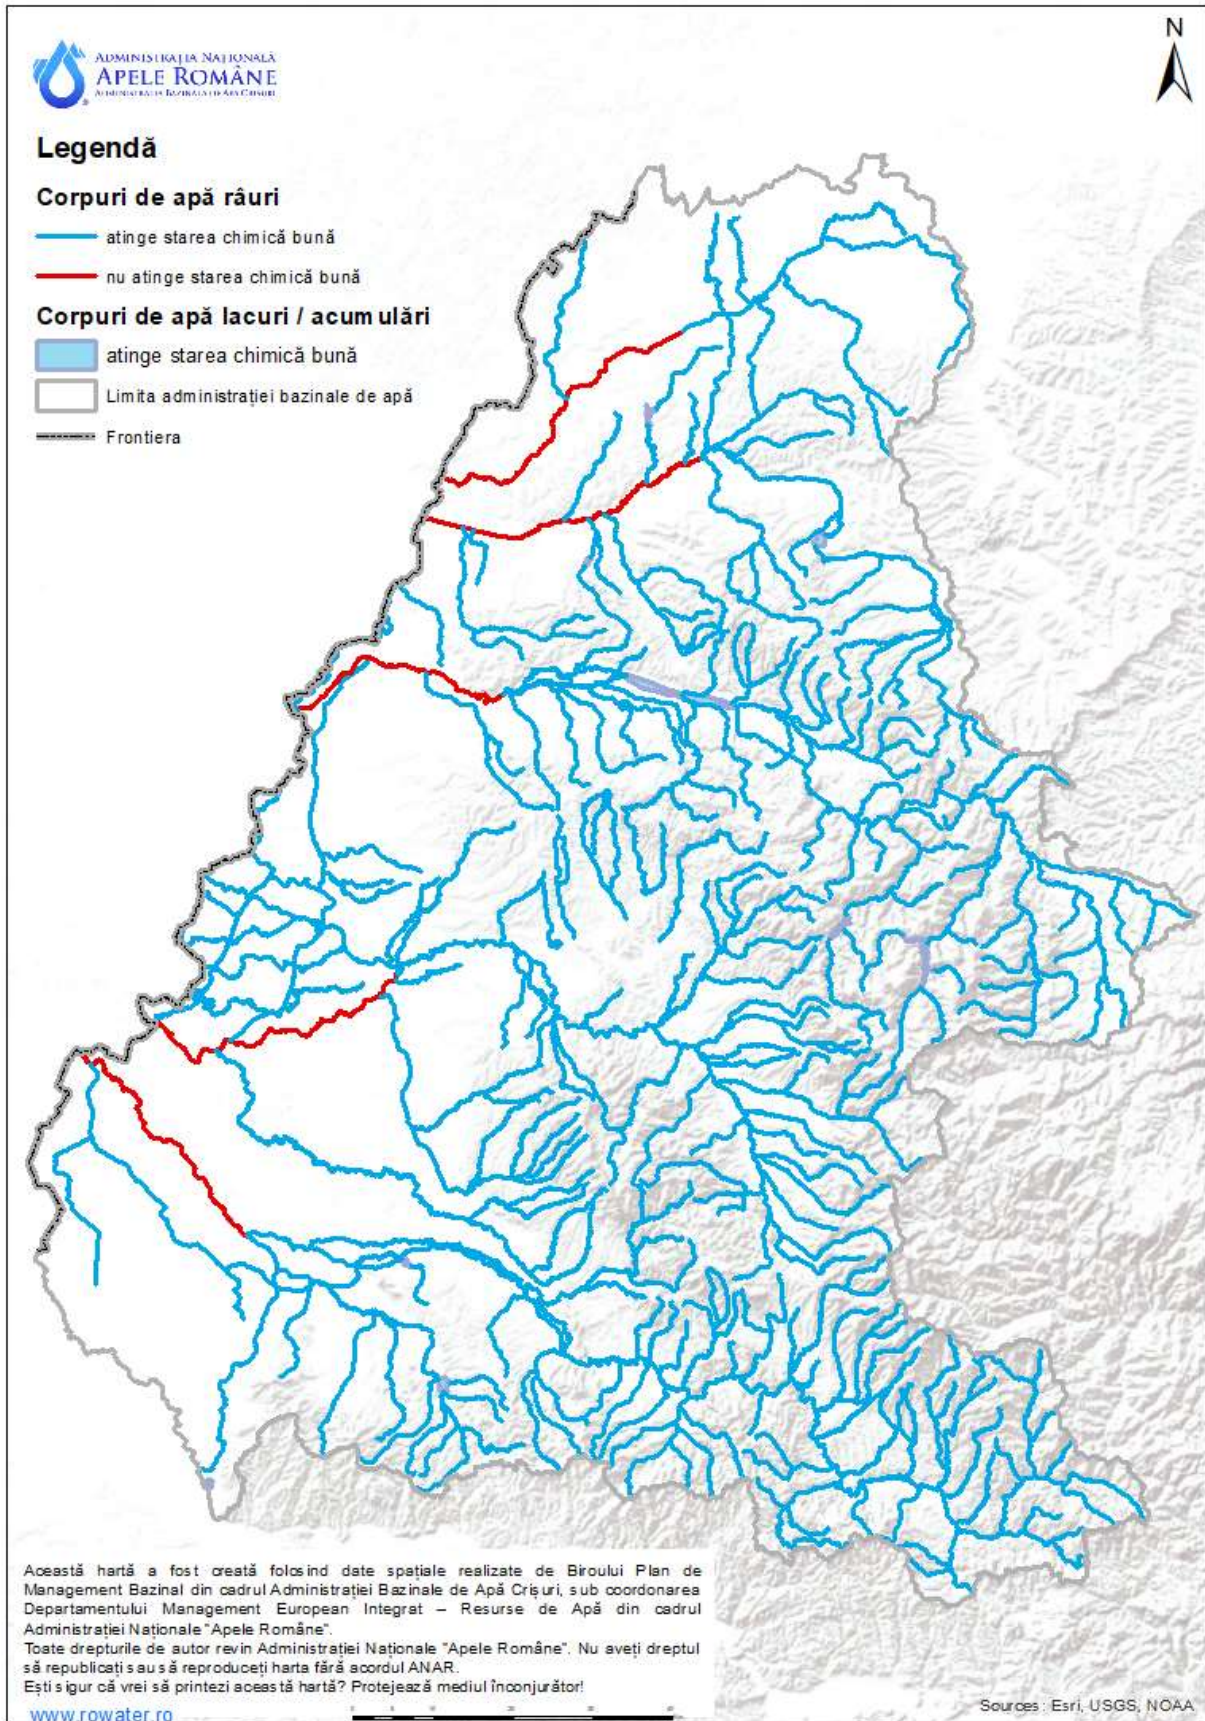 N
ADMINISTRAȚIA NAȚIONALĂ
APELE ROMÂNE
ADMINISTRAȚIA BAZINALĂ DE APĂ CRIȘURI
Legendă
Corpuri de apă râuri
atinge starea chimică bună
nu atinge starea chimică bună
Corpuri de apă lacuri / acumulări
atinge starea chimică bună
Limita administrației bazinale de apă
Frontiera
Această hartă a fost creată folosind date spațiale realizate de Biroului Plan de
Management Bazinal din cadrul Administrației Bazinale de Apă Crișuri, sub coordonarea
Departamentului Management European Integrat – Resurse de Apă din cadrul
Administrației Naționale "Apele Române".
Toate drepturile de autor revin Administrației Naționale "Apele Române". Nu aveți dreptul
să republicați sau să reproduceți harta fără acordul ANAR.
Ești sigur că vrei să printezi această hartă? Protejează mediul înconjurător!
www.rowater.ro
Sources: Esri, USGS, NOAA